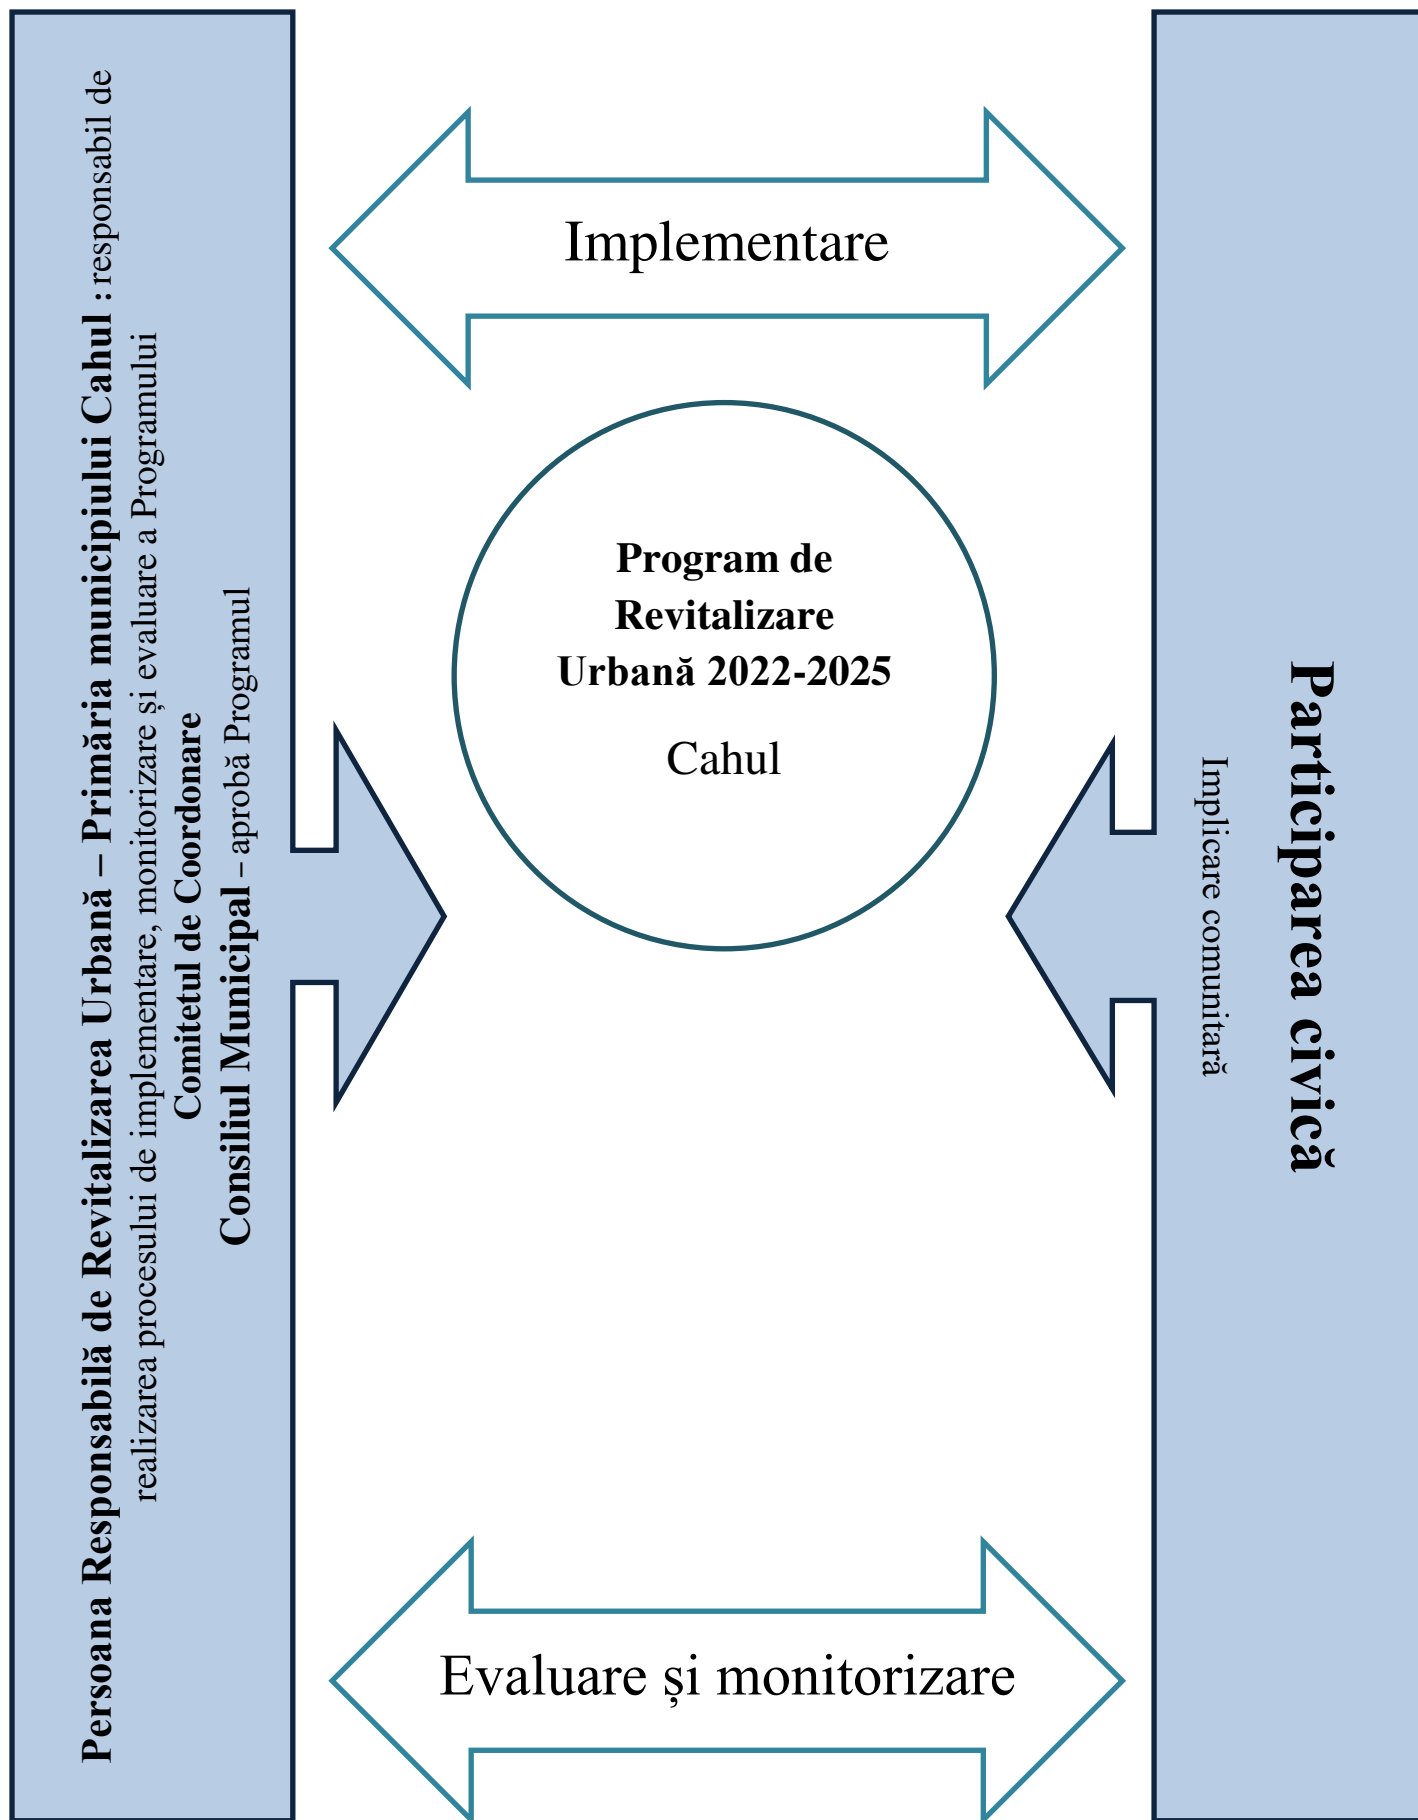 Persoana Responsabilă de Revitalizarea Urbană – Primăria municipiului Cahul : responsabil de
realizarea procesului de implementare, monitorizare și evaluare a Programului
Comitetul de Coordonare
Consiliul Municipal – aprobă Programul
Implementare
Program de
Revitalizare
Urbană 2022-2025
Cahul
Evaluare și monitorizare
Participarea civică
Implicare comunitară